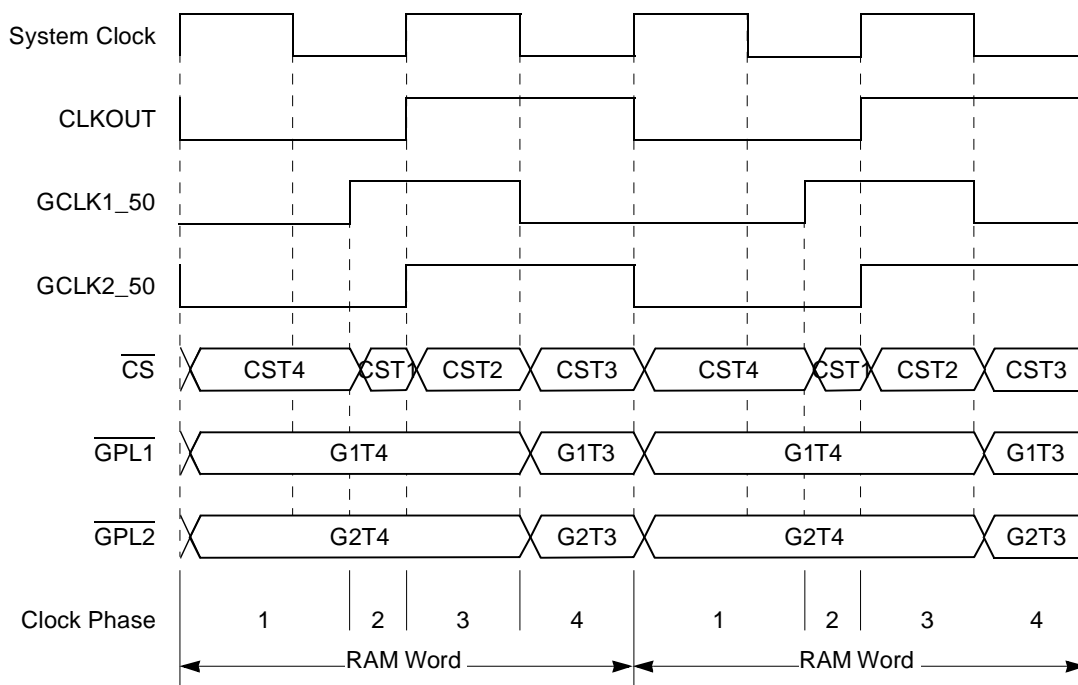 System Clock
CLKOUT
GCLK1_50
GCLK2_50
CS CST4 CST1 CST2 CST3 CST4 CST1 CST2 CST3
GPL1 G1T4 G1T3 G1T4 G1T3
GPL2 G2T4 G2T3 G2T4 G2T3
Clock Phase 1 2 3 4 1 2 3 4
RAM Word RAM Word